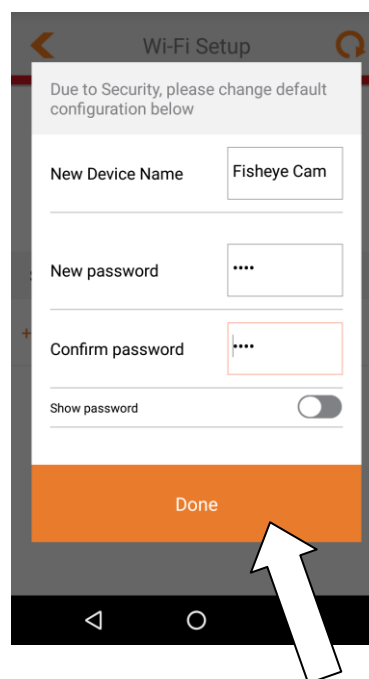 Wi-Fi Setup
Due to Security, please change default
configuration below
New Device Name
Fisheye Cam
New password
••••
Confirm password
••••
Show password
Done